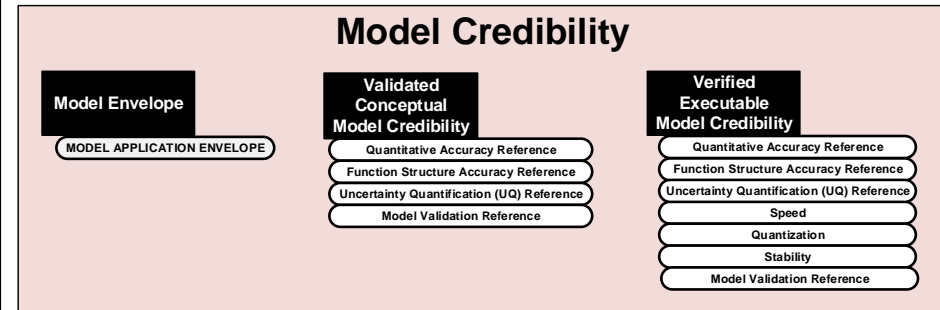 Model Credibility
Model Envelope
MODEL APPLICATION ENVELOPE
Validated
Conceptual
Model Credibility
Quantitative Accuracy Reference
Function Structure Accuracy Reference
Uncertainty Quantification (UQ) Reference
Model Validation Reference
Verified
Executable
Model Credibility
Quantitative Accuracy Reference
Function Structure Accuracy Reference
Uncertainty Quantification (UQ) Reference
Speed
Quantization
Stability
Model Validation Reference